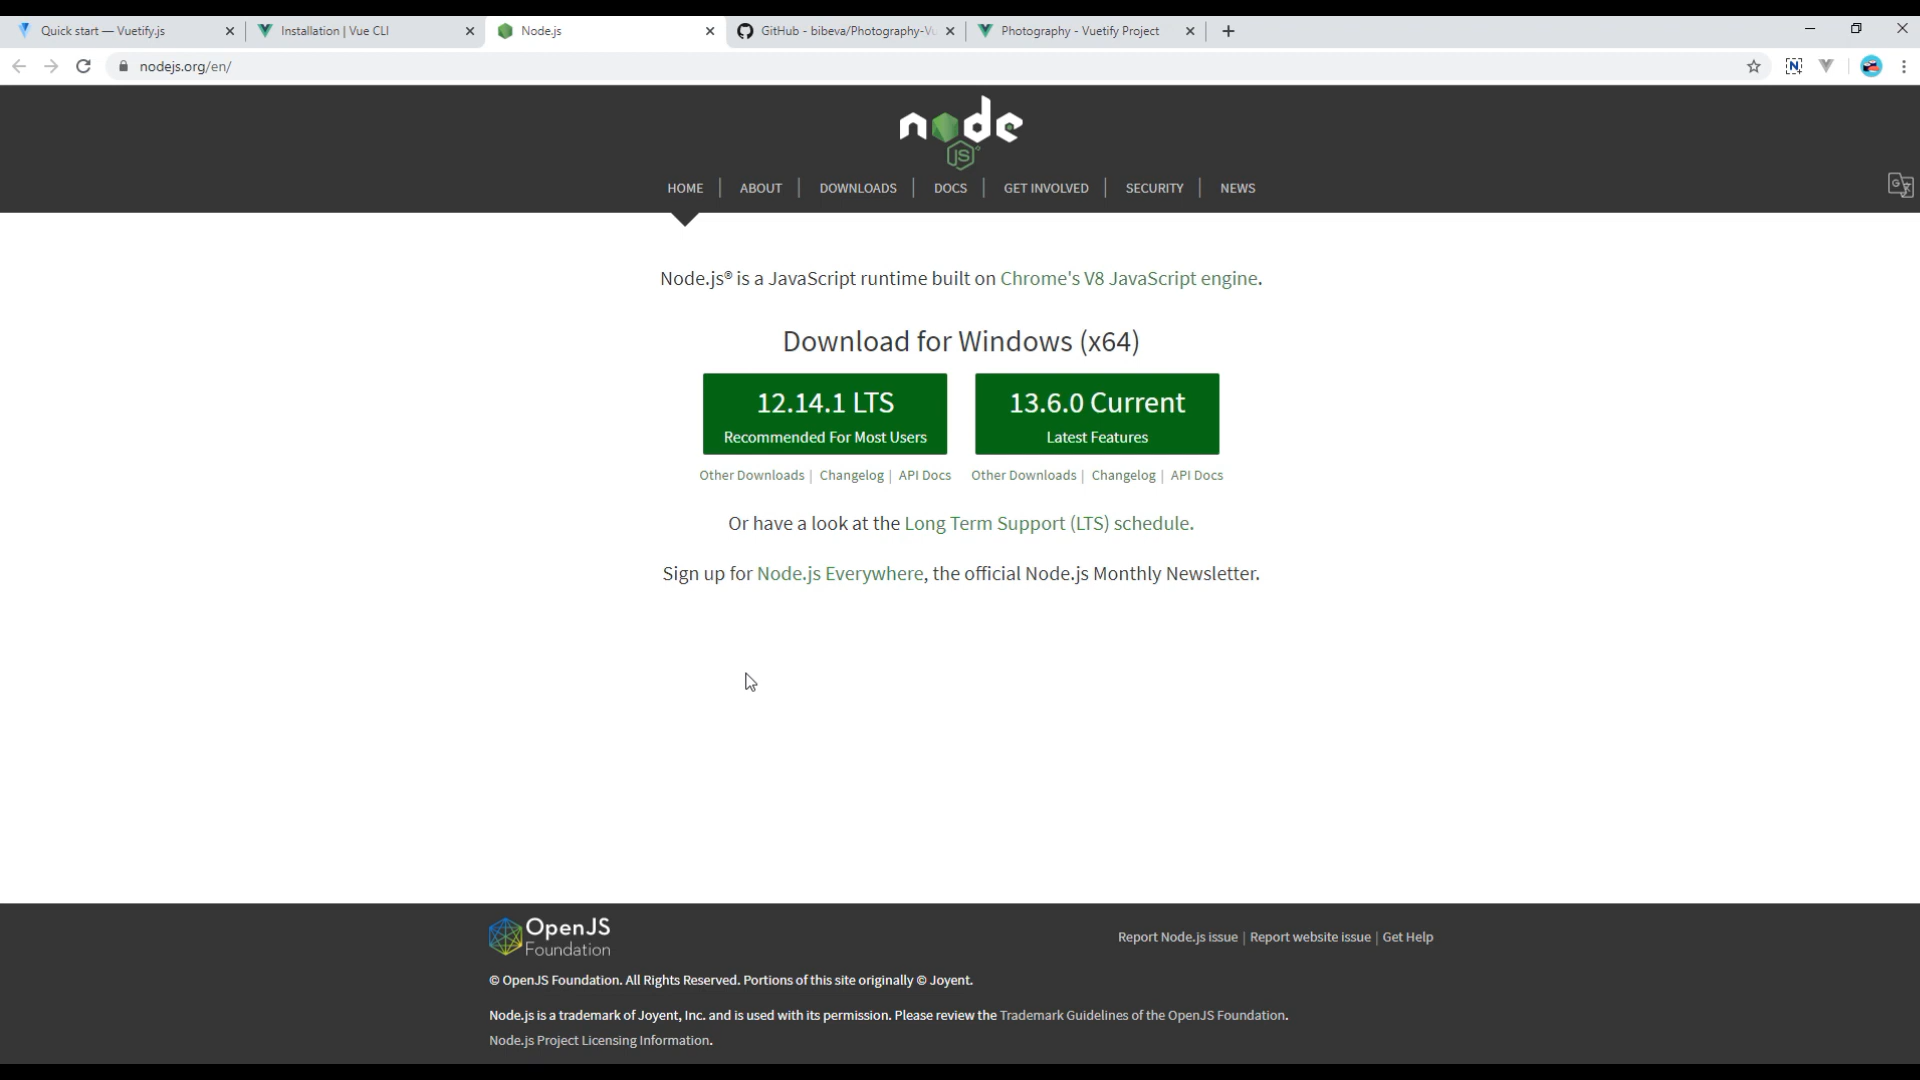 Quick start — Vuetify.js
Installation | Vue CLI
Node.js
GitHub - bibeva/Photography-Vu
Photography - Vuetify Project
nodejs.org/en/
node
JS
HOME | ABOUT | DOWNLOADS | DOCS | GET INVOLVED | SECURITY | NEWS
Node.js® is a JavaScript runtime built on Chrome's V8 JavaScript engine.
Download for Windows (x64)
12.14.1 LTS
Recommended For Most Users
13.6.0 Current
Latest Features
Other Downloads | Changelog | API Docs
Other Downloads | Changelog | API Docs
Or have a look at the Long Term Support (LTS) schedule.
Sign up for Node.js Everywhere, the official Node.js Monthly Newsletter.
OpenJS
Foundation
Report Node.js issue | Report website issue | Get Help
© OpenJS Foundation. All Rights Reserved. Portions of this site originally © Joyent.
Node.js is a trademark of Joyent, Inc. and is used with its permission. Please review the Trademark Guidelines of the OpenJS Foundation.
Node.js Project Licensing Information.